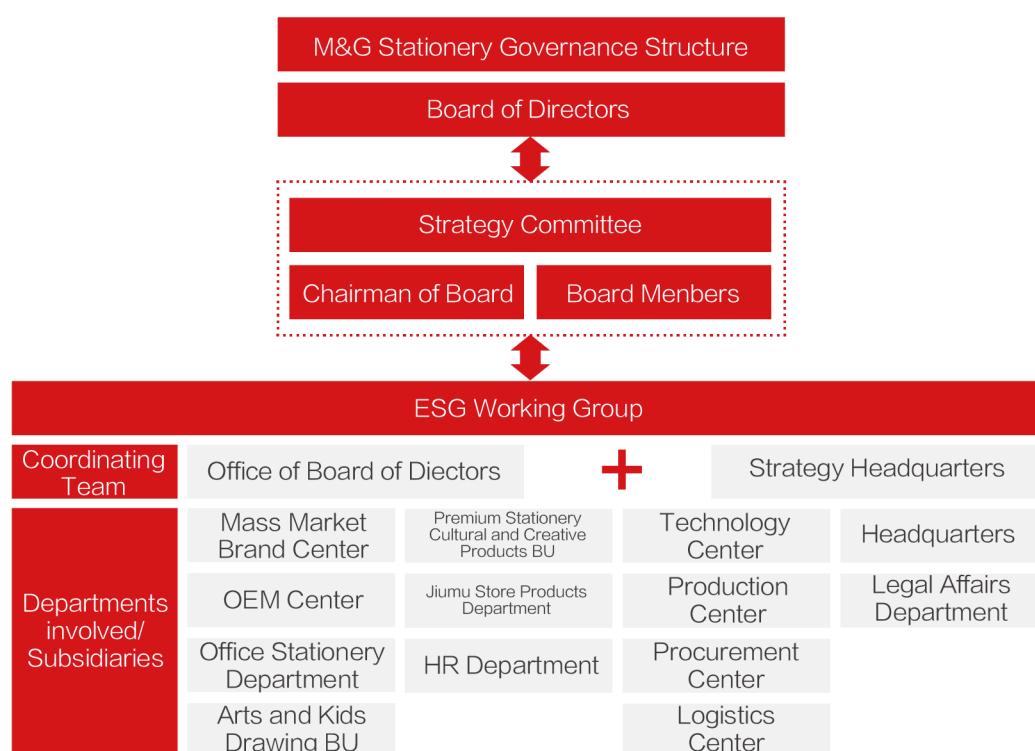 M&G Stationery Governance Structure
Board of Directors
Strategy Committee
Chairman of Board
Board Menbers
ESG Working Group
Coordinating
Team
Office of Board of Diectors
+
Strategy Headquarters
Departments
involved/
Subsidiaries
Mass Market
Brand Center
Premium Stationery
Cultural and Creative
Products BU
Technology
Center
Headquarters
OEM Center
Jiumu Store Products
Department
Production
Center
Legal Affairs
Department
Office Stationery
Department
HR Department
Procurement
Center
Arts and Kids
Drawing BU
Logistics
Center